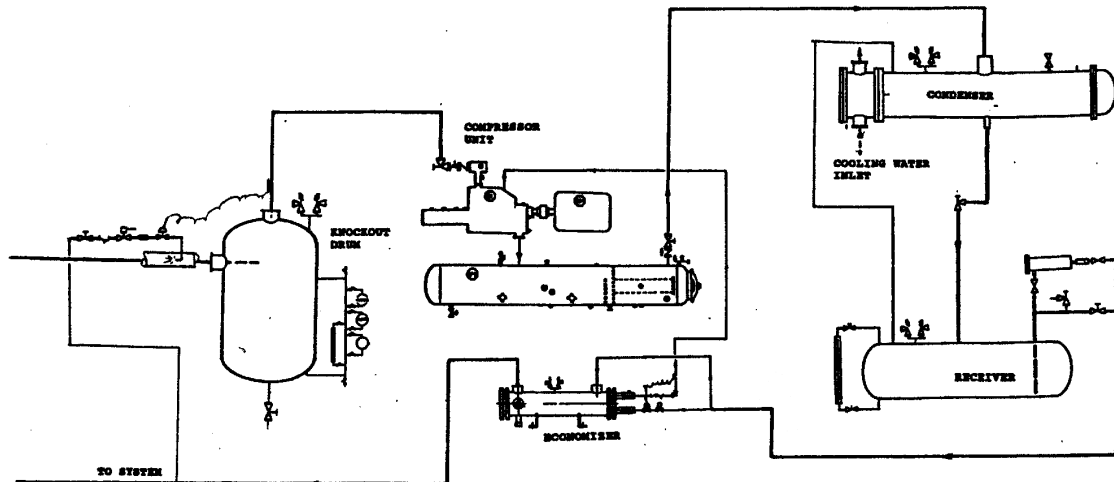 COMPRESSOR
UNIT
CONDENSER
COOLING WATER
INLET
KNOCKOUT
DRUM
RECEIVER
ECONOMIZER
TO SYSTEM